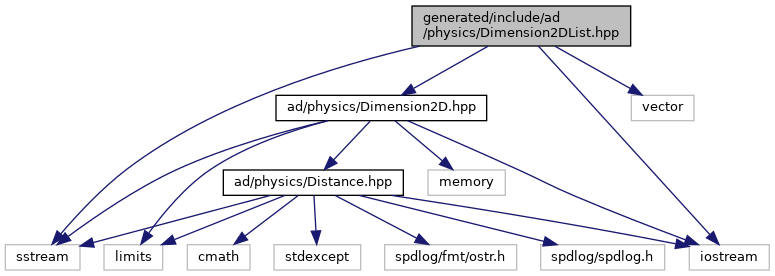 generated/include/ad
/physics/Dimension2DList.hpp
ad/physics/Dimension2D.hpp
vector
ad/physics/Distance.hpp
memory
sstream
limits
cmath
stdexcept
spdlog/fmt/ostr.h
spdlog/spdlog.h
iostream